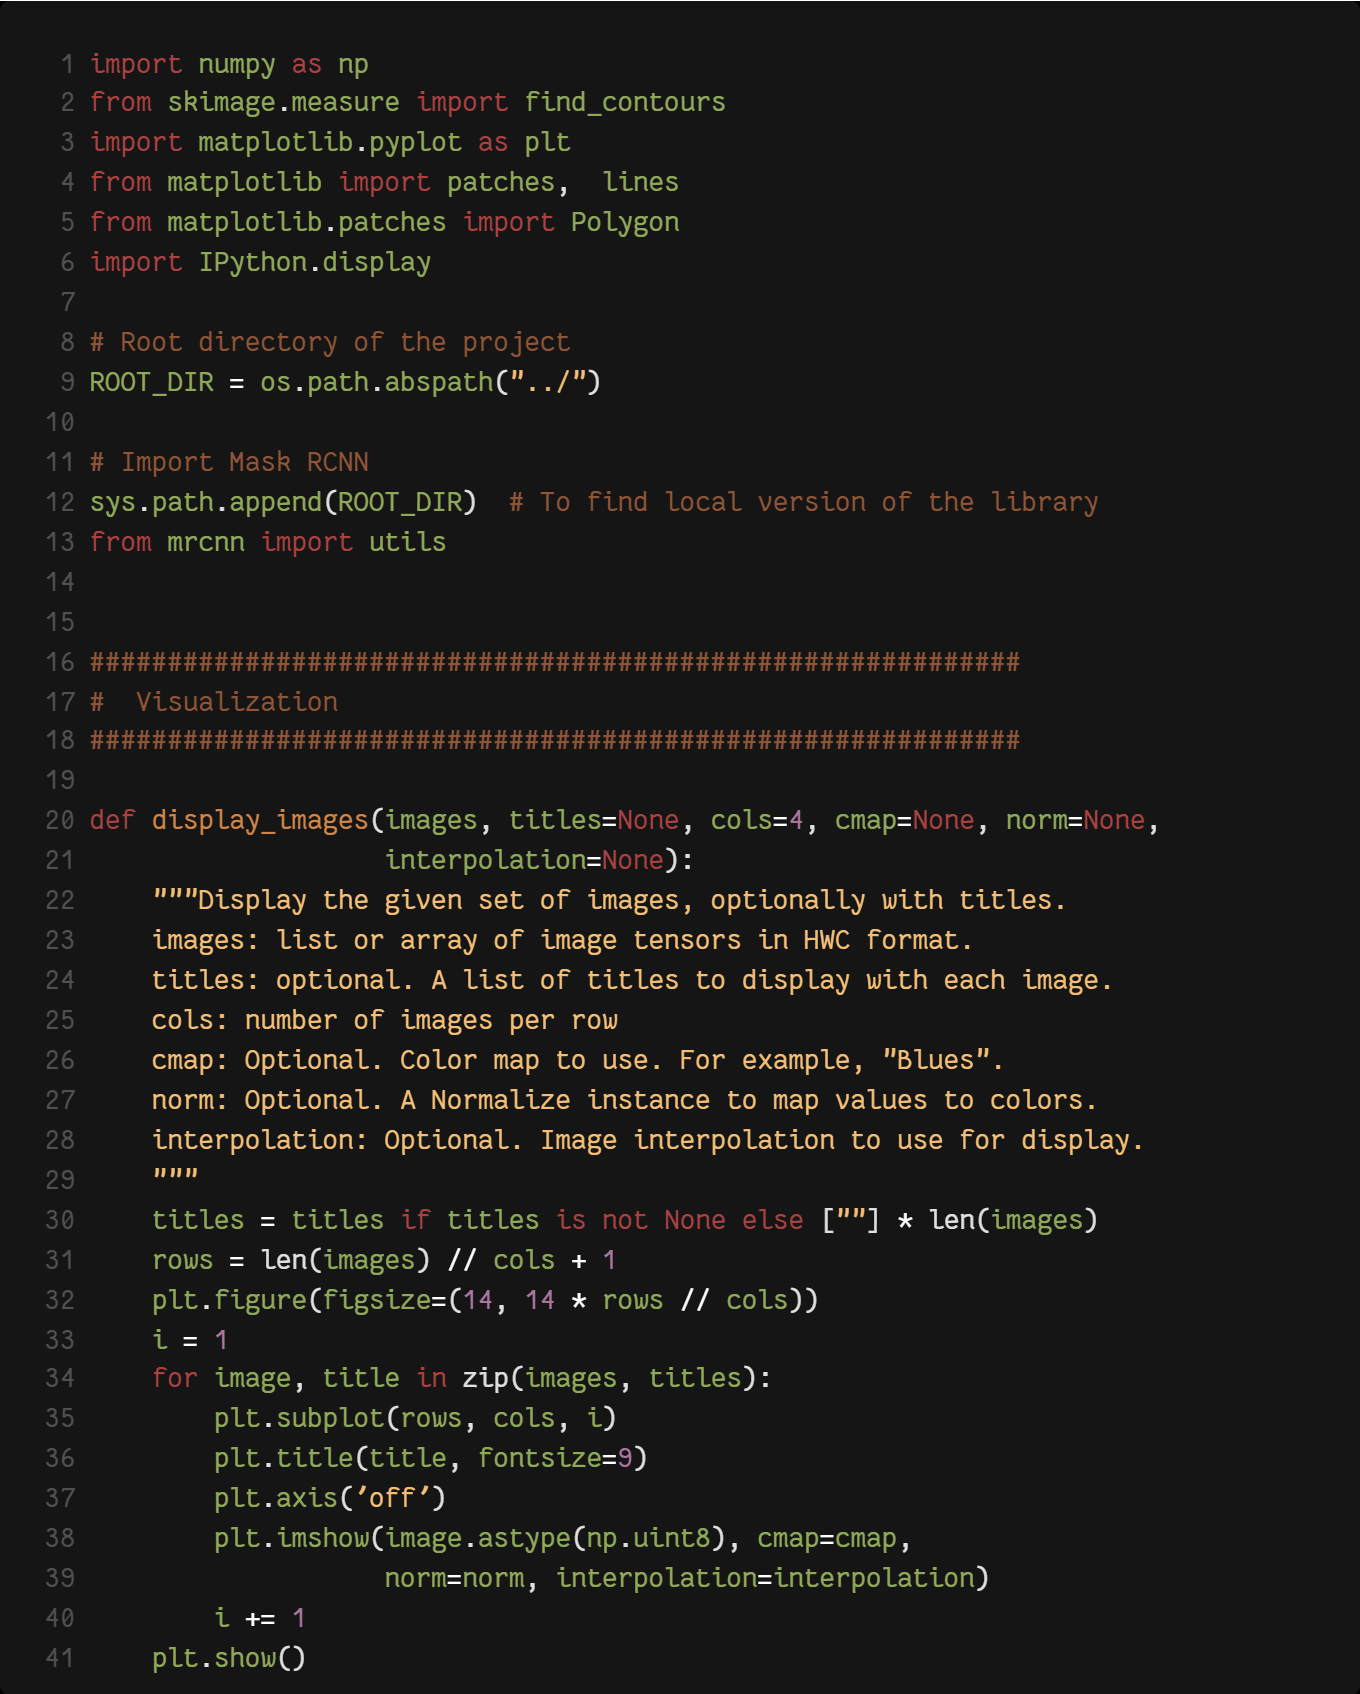 1 import numpy as np
2 from skimage.measure import find_contours
3 import matplotlib.pyplot as plt
4 from matplotlib import patches,  lines
5 from matplotlib.patches import Polygon
6 import IPython.display
7
8 # Root directory of the project
9 ROOT_DIR = os.path.abspath("../")
10
11 # Import Mask RCNN
12 sys.path.append(ROOT_DIR)  # To find local version of the library
13 from mrcnn import utils
14
15
16 ############################################################
17 #  Visualization
18 ############################################################
19
20 def display_images(images, titles=None, cols=4, cmap=None, norm=None,
21                    interpolation=None):
22     """Display the given set of images, optionally with titles.
23     images: list or array of image tensors in HWC format.
24     titles: optional. A list of titles to display with each image.
25     cols: number of images per row
26     cmap: Optional. Color map to use. For example, "Blues".
27     norm: Optional. A Normalize instance to map values to colors.
28     interpolation: Optional. Image interpolation to use for display.
29     """
30     titles = titles if titles is not None else [""] * len(images)
31     rows = len(images) // cols + 1
32     plt.figure(figsize=(14, 14 * rows // cols))
33     i = 1
34     for image, title in zip(images, titles):
35         plt.subplot(rows, cols, i)
36         plt.title(title, fontsize=9)
37         plt.axis('off')
38         plt.imshow(image.astype(np.uint8), cmap=cmap,
39                    norm=norm, interpolation=interpolation)
40         i += 1
41     plt.show()